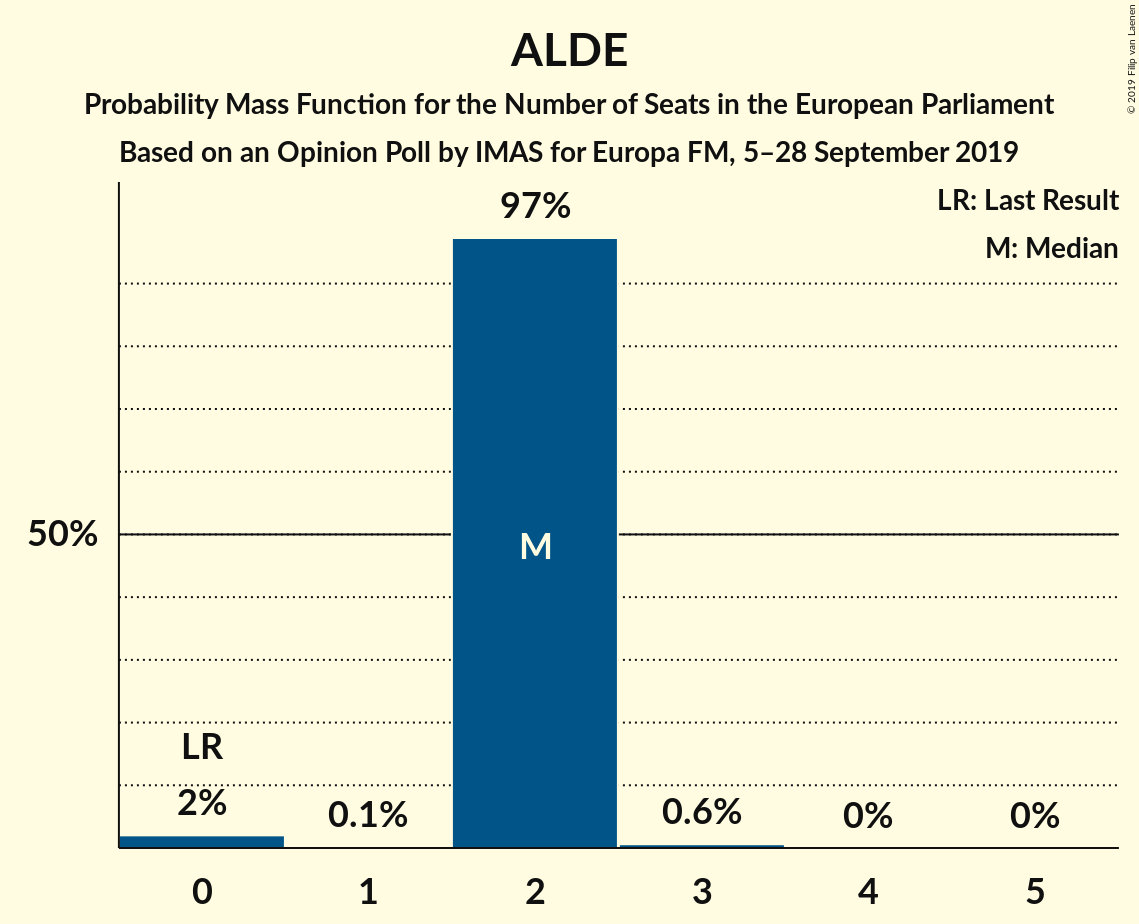 ALDE
Probability Mass Function for the Number of Seats in the European Parliament
Based on an Opinion Poll by IMAS for Europa FM, 5–28 September 2019
© 2019 Filip van Laenen
LR: Last Result
M: Median
97%
50%
M
LR
2%
0.1%
0.6%
0%
0%
0 1 2 3 4 5